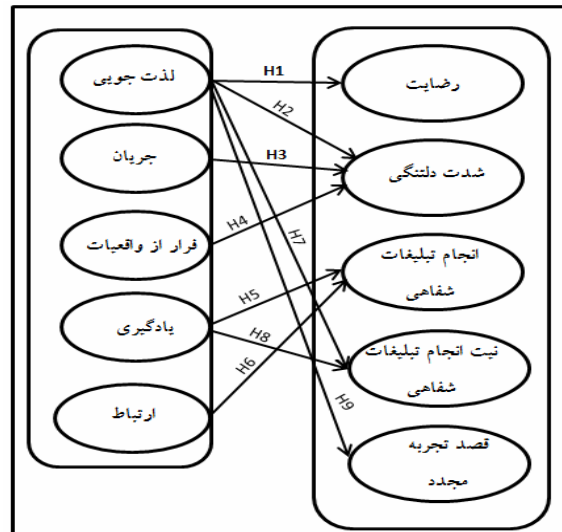 لذت جویی
جریان
فرار از واقعیات
یادگیری
ارتباط
H1
H2
H3
H4
H7
H5
H8
H6
H9
رضایت
شدت دلتنگی
انجام تبلیغات
شفاهی
نیت انجام تبلیغات
شفاهی
قصد تجربه
مجدد